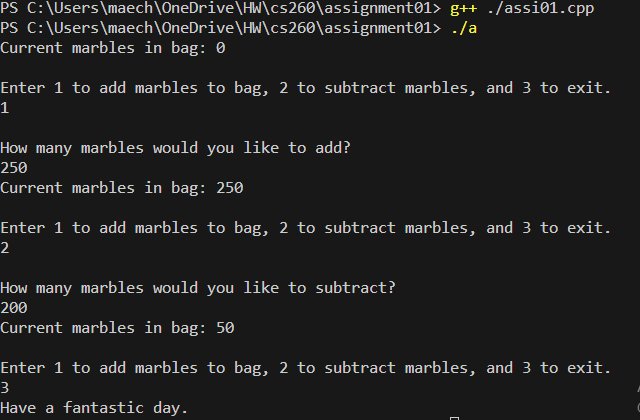 PS C:\Users\maech\OneDrive\HW\cs260\assignment01> g++ ./assi01.cpp
PS C:\Users\maech\OneDrive\HW\cs260\assignment01> ./a
Current marbles in bag: 0
Enter 1 to add marbles to bag, 2 to subtract marbles, and 3 to exit.
1
How many marbles would you like to add?
250
Current marbles in bag: 250
Enter 1 to add marbles to bag, 2 to subtract marbles, and 3 to exit.
2
How many marbles would you like to subtract?
200
Current marbles in bag: 50
Enter 1 to add marbles to bag, 2 to subtract marbles, and 3 to exit.
3
Have a fantastic day.